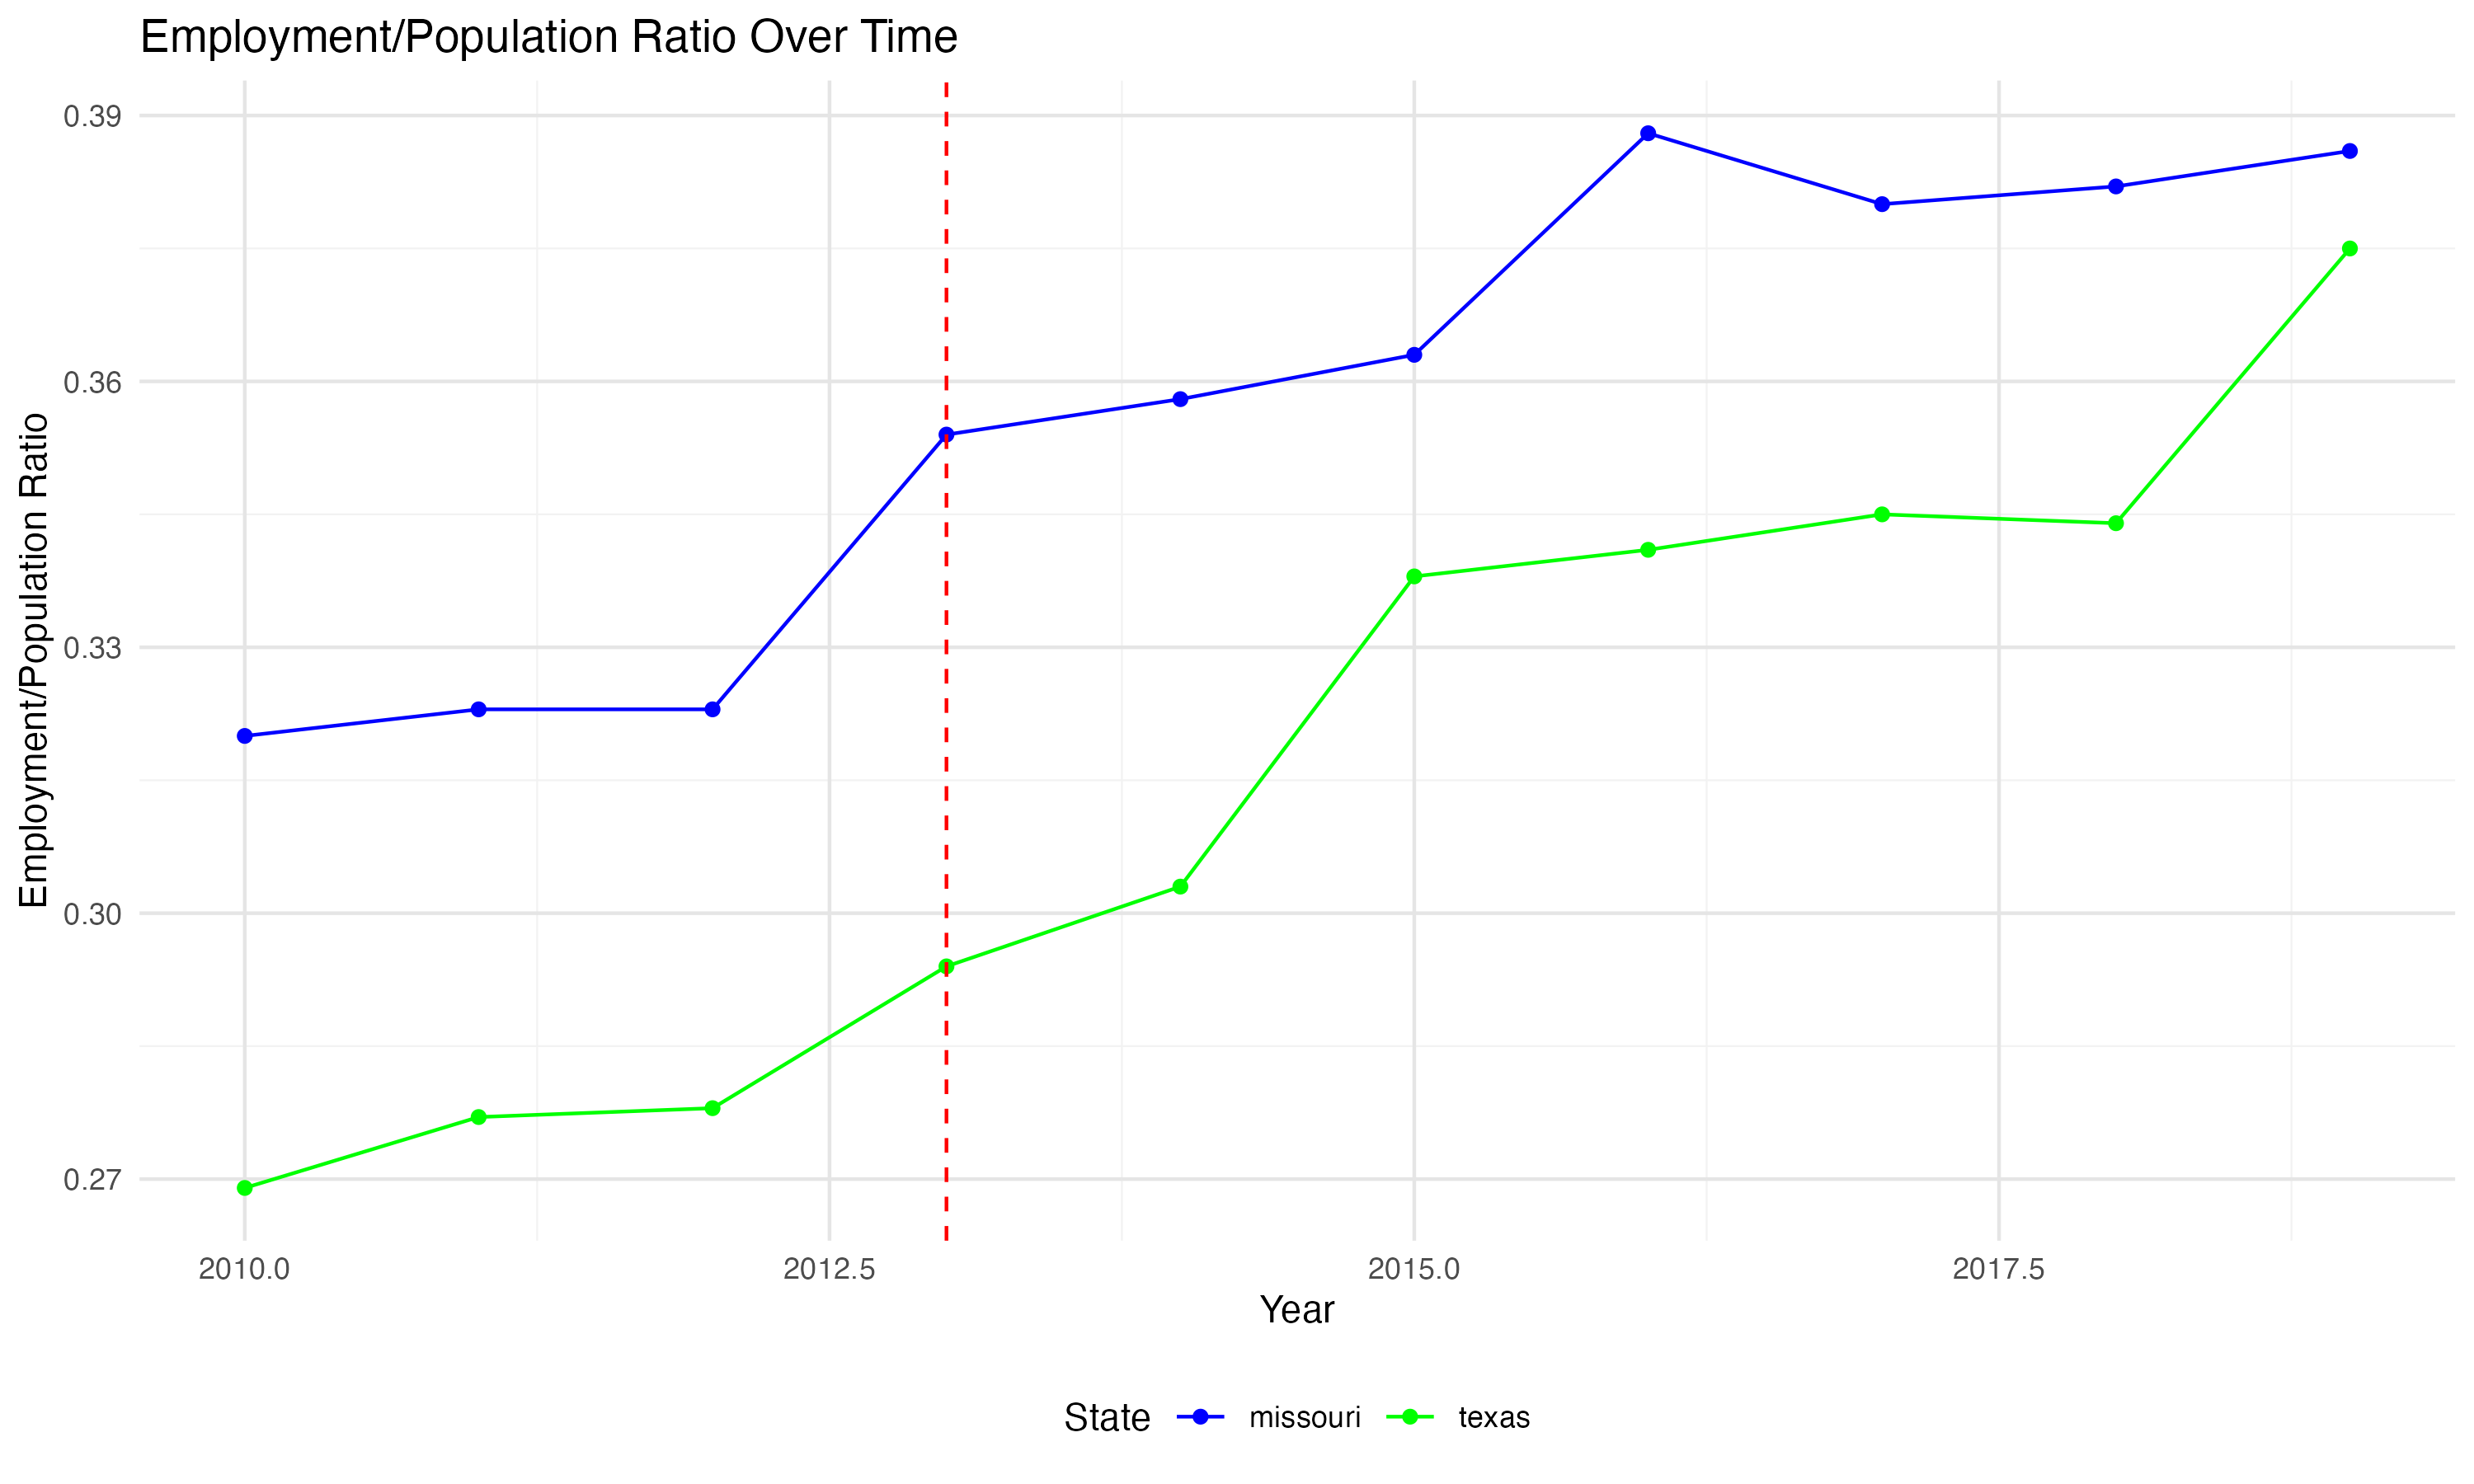 Employment/Population Ratio Over Time
Employment/Population Ratio
0.39
0.36
0.33
0.30
0.27
2010.0 2012.5 2015.0 2017.5
Year
State missouri texas